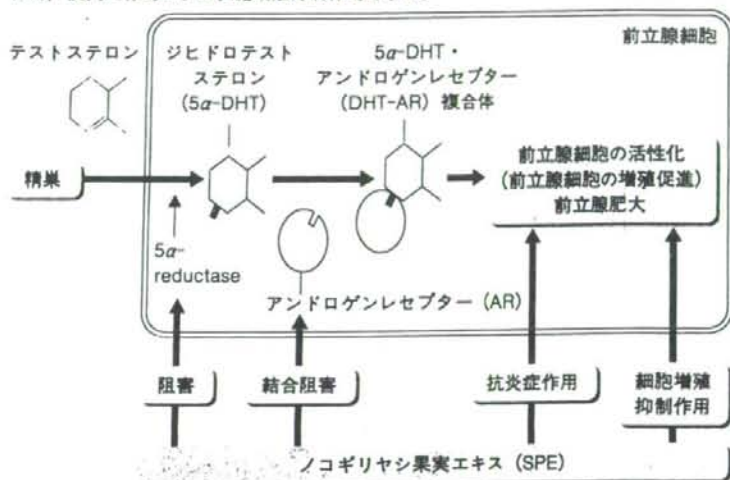 前立腺細胞
テストステロン
ジヒドロテスト
ステロン
(5α-DHT)
5α-DHT・
アンドロゲンレセプター
(DHT-AR) 複合体
精巣
前立腺細胞の活性化
(前立腺細胞の増殖促進)
前立腺肥大
5α-
reductase
アンドロゲンレセプター (AR)
阻害
結合阻害
抗炎症作用
細胞増殖
抑制作用
ノコギリヤシ果実エキス (SPE)